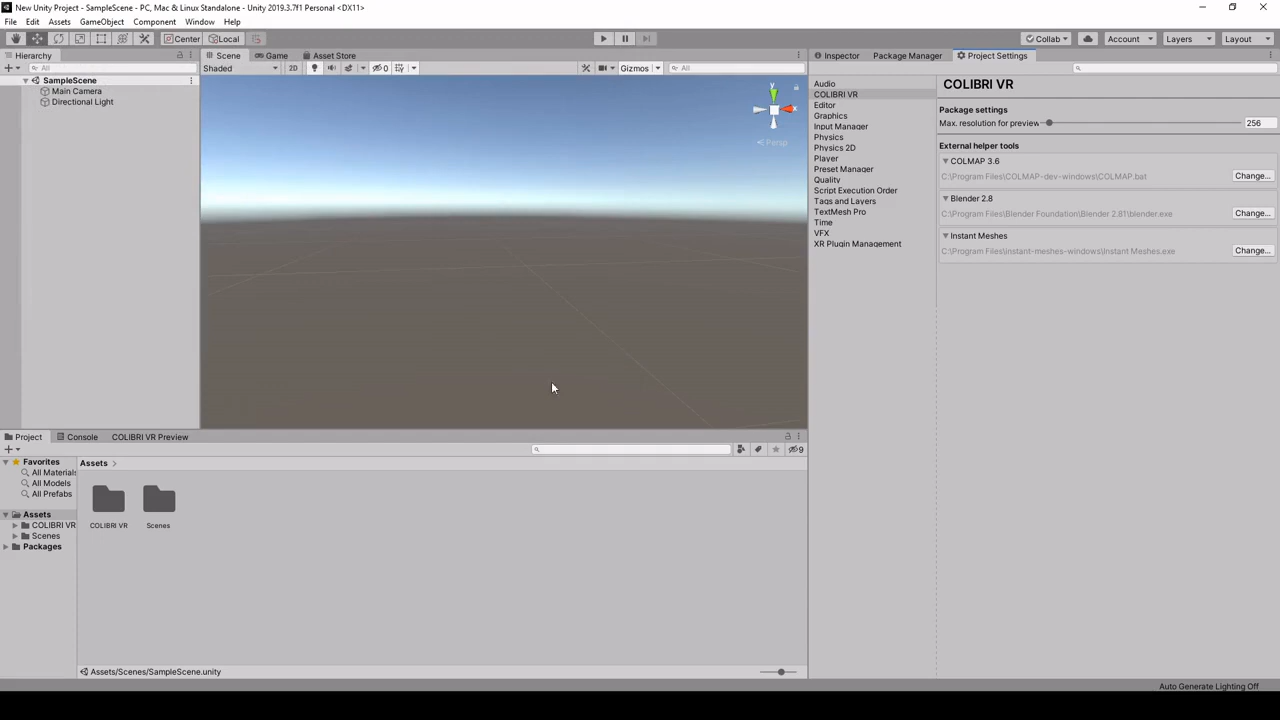 New Unity Project - SampleScene - PC, Mac & Linux Standalone - Unity 2019.3.7f1 Personal <DX11>
File Edit Assets GameObject Component Window Help
Center Local
Collab Account Layers Layout
Hierarchy
All
SampleScene
Main Camera
Directional Light
Scene Game Asset Store
Shaded 2D 0 Gizmos All
y
x
Persp
Inspector Package Manager Project Settings
Audio
COLIBRI VR
Editor
Graphics
Input Manager
Physics
Physics 2D
Player
Preset Manager
Quality
Script Execution Order
Tags and Layers
TextMesh Pro
Time
VFX
XR Plugin Management
COLIBRI VR
Package settings
Max. resolution for preview 256
External helper tools
COLMAP 3.6
C:\Program Files\COLMAP-dev-windows\COLMAP.bat Change...
Blender 2.8
C:\Program Files\Blender Foundation\Blender 2.81\blender.exe Change...
Instant Meshes
C:\Program Files\instant-meshes-windows\Instant Meshes.exe Change...
Project Console COLIBRI VR Preview
9
Favorites
All Materials
All Models
All Prefabs
Assets
COLIBRI VR
Scenes
Packages
Assets
COLIBRI VR Scenes
Assets/Scenes/SampleScene.unity
Auto Generate Lighting Off